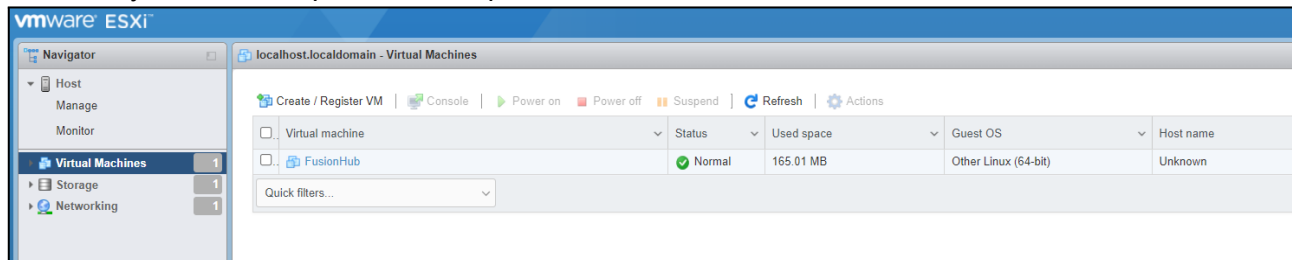 vmware ESXi™
Navigator
localhost.localdomain - Virtual Machines
Host
Manage
Monitor
Virtual Machines 1
Storage 1
Networking 1
Create / Register VM | Console | Power on Power off Suspend | Refresh | Actions
Virtual machine Status Used space Guest OS Host name
FusionHub Normal 165.01 MB Other Linux (64-bit) Unknown
Quick filters...